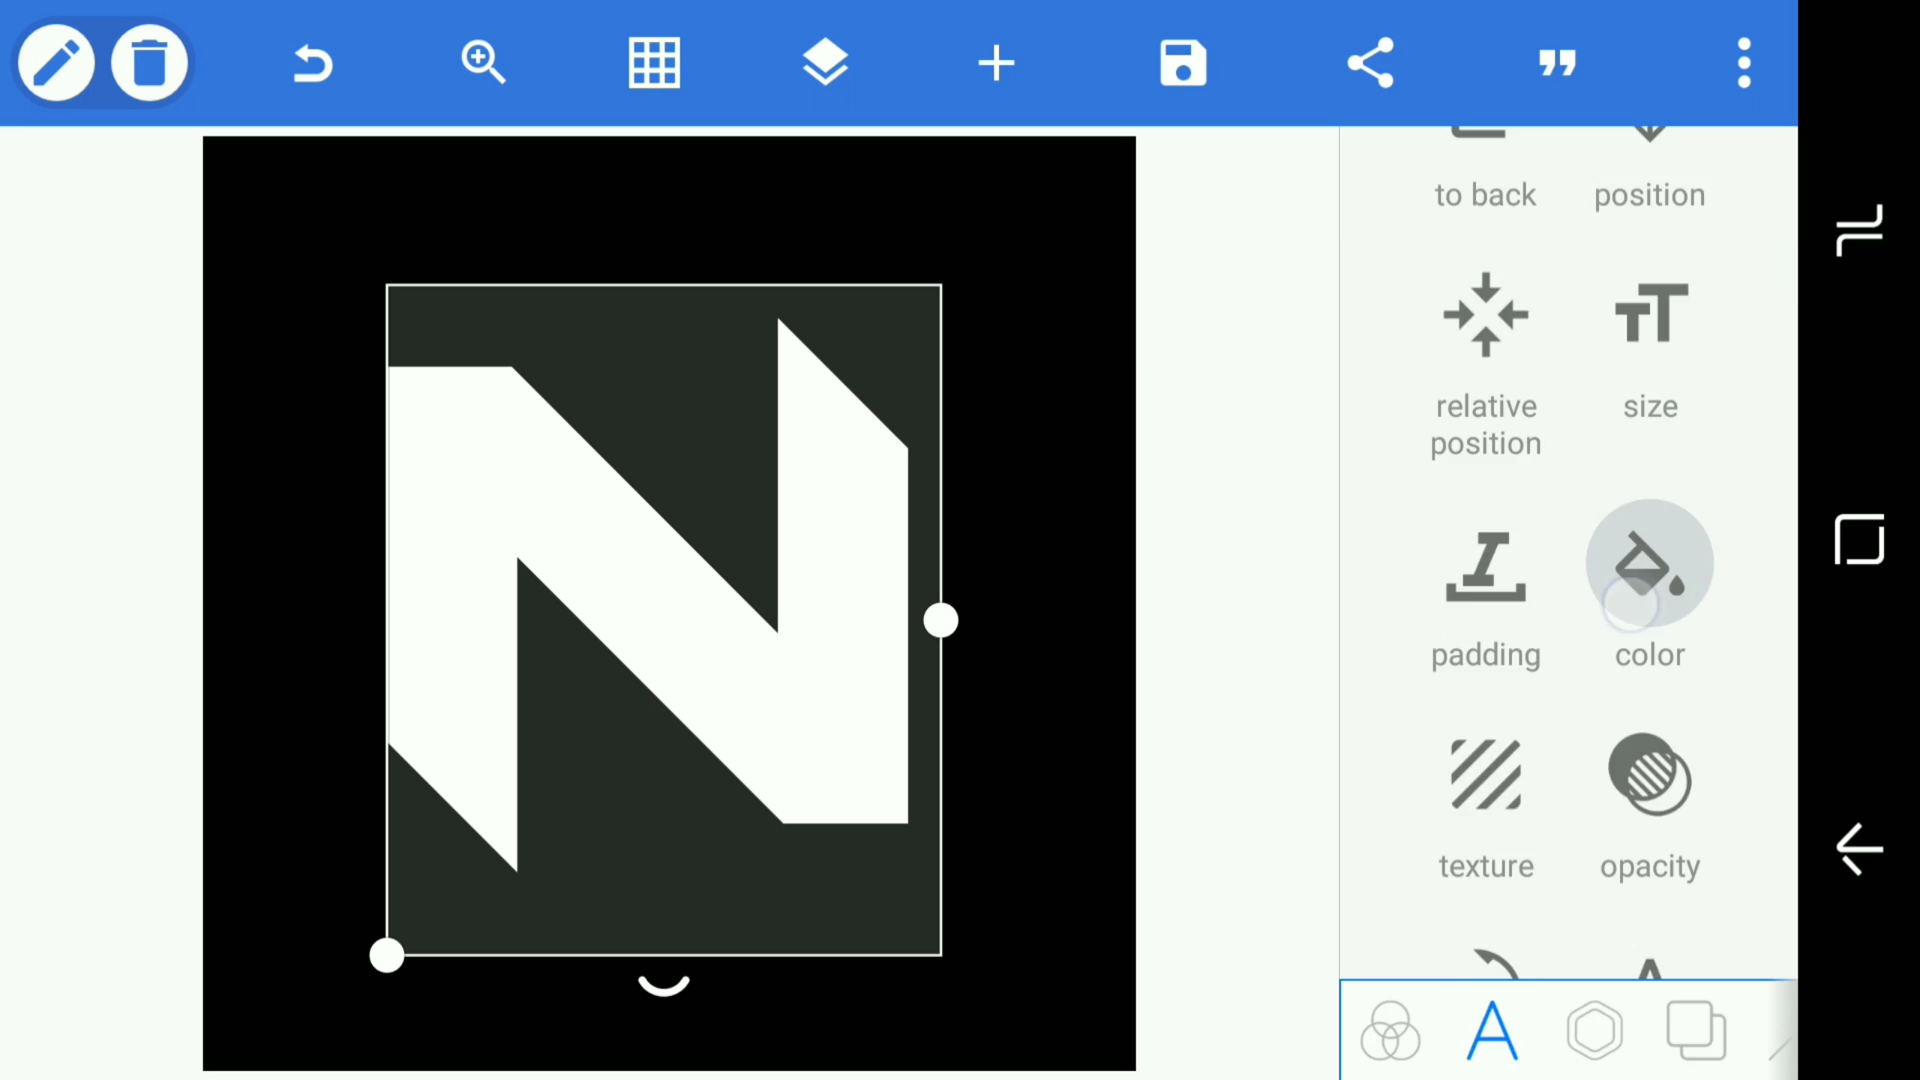 to back
position
N
relative
position
size
padding
color
texture
opacity